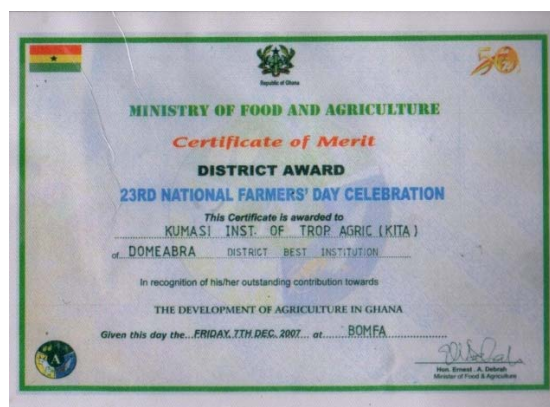 50
Republic of Ghana
MINISTRY OF FOOD AND AGRICULTURE
Certificate of Merit
DISTRICT AWARD
23RD NATIONAL FARMERS' DAY CELEBRATION
This Certificate is awarded to
KUMASI INST. OF TROP AGRIC (KITA)
of DOMEABRA DISTRICT BEST INSTITUTION
In recognition of his/her outstanding contribution towards
THE DEVELOPMENT OF AGRICULTURE IN GHANA
Given this day the FRIDAY, 7TH DEC. 2007 at BOMFA
Hon. Ernest . A. Debrah
Minister of Food & Agriculture